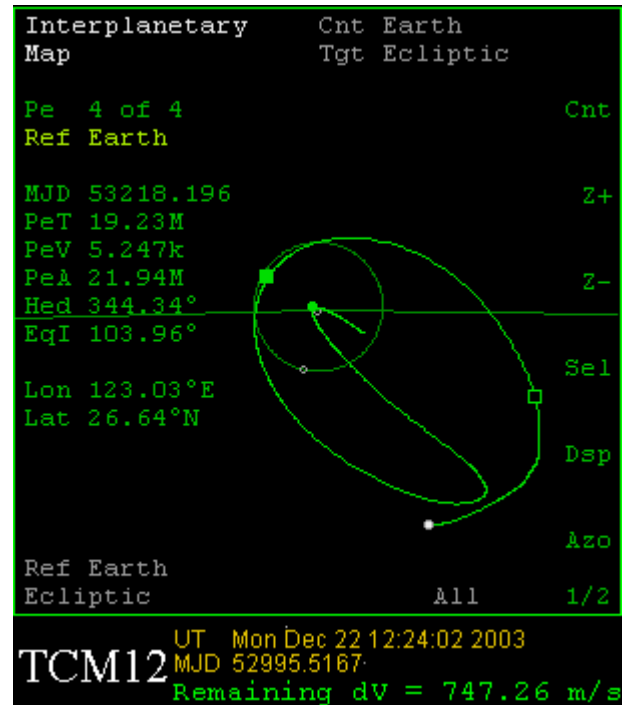 Interplanetary Cnt Earth
Map Tgt Ecliptic
Pe 4 of 4 Cnt
Ref Earth
MJD 53218.196 Z+
PeT 19.23M
PeV 5.247k
PeA 21.94M Z-
Hed 344.34°
EqI 103.96°
Sel
Lon 123.03°E
Lat 26.64°N
Dsp
Azo
Ref Earth
Ecliptic All 1/2
UT Mon Dec 22 12:24:02 2003
TCM12 MJD 52995.5167
Remaining dV = 747.26 m/s